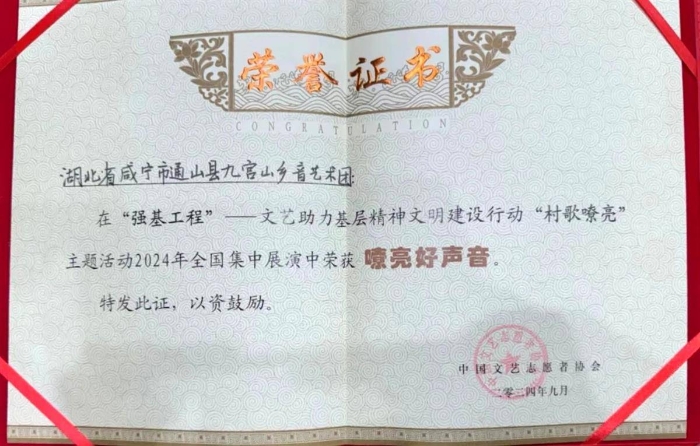 荣誉证书
CONGRATULATION
湖北省咸宁市通山县九宫山乡音艺术团:
在“强基工程”——文艺助力基层精神文明建设行动“村歌嘹亮”
主题活动2024年全国集中展演中荣获 嘹亮好声音。
特发此证，以资鼓励。
中国文艺志愿者协会
二零二四年九月